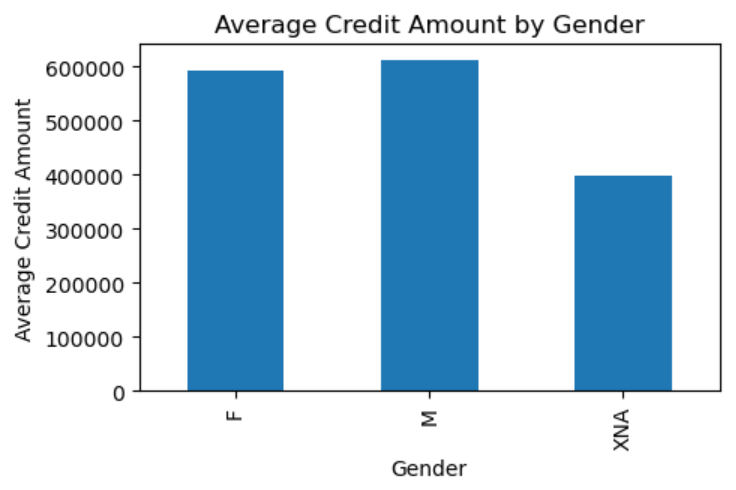 Average Credit Amount by Gender
Average Credit Amount
600000
500000
400000
300000
200000
100000
0
F
M
XNA
Gender